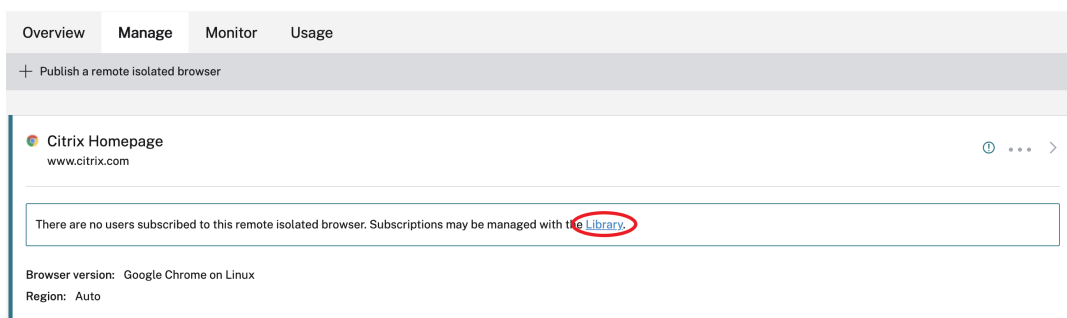 Overview Manage Monitor Usage
+ Publish a remote isolated browser
Citrix Homepage
www.citrix.com
There are no users subscribed to this remote isolated browser. Subscriptions may be managed with the Library.
Browser version: Google Chrome on Linux
Region: Auto